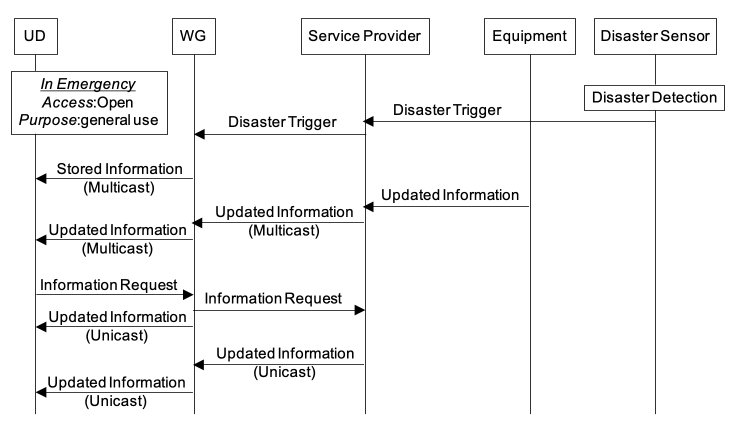 UD
WG
Service Provider
Equipment
Disaster Sensor
In Emergency
Access:Open
Purpose:general use
Disaster Detection
Disaster Trigger
Disaster Trigger
Stored Information
(Multicast)
Updated Information
Updated Information
(Multicast)
Updated Information
(Multicast)
Information Request
Information Request
Updated Information
(Unicast)
Updated Information
(Unicast)
Updated Information
(Unicast)